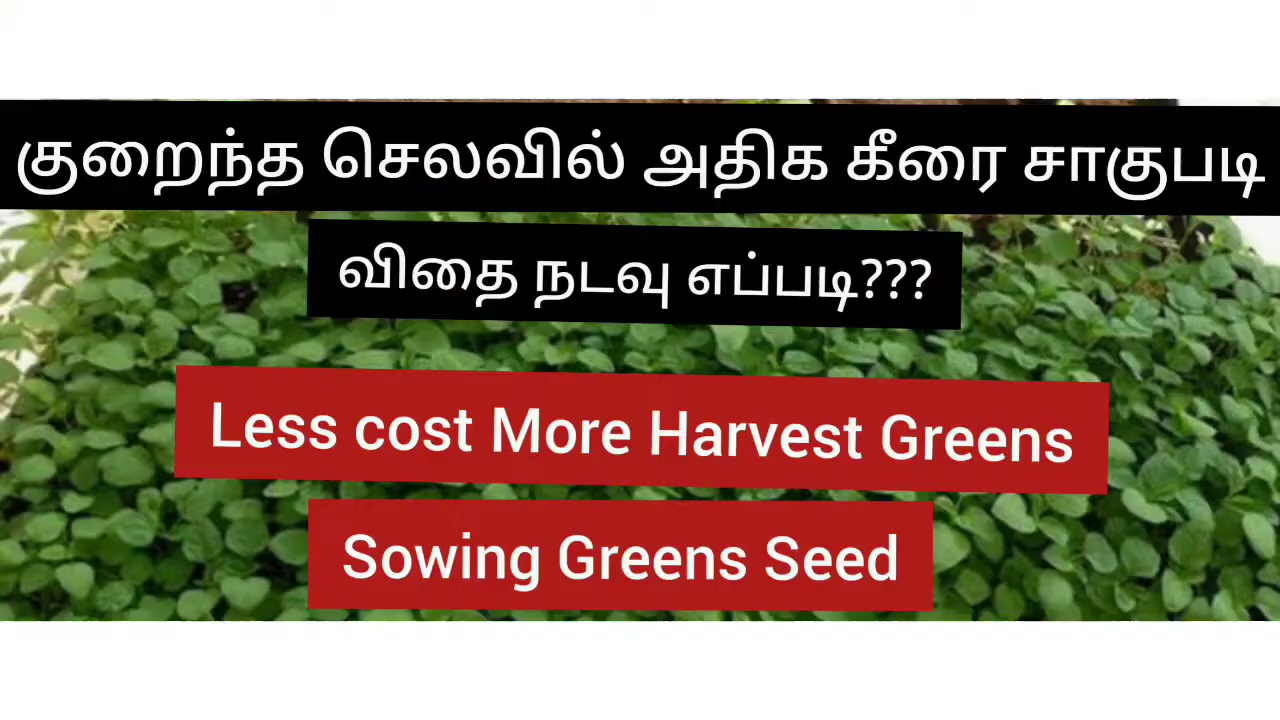 குறைந்த செலவில் அதிக கீரை சாகுபடி
விதை நடவு எப்படி???
Less cost More Harvest Greens
Sowing Greens Seed